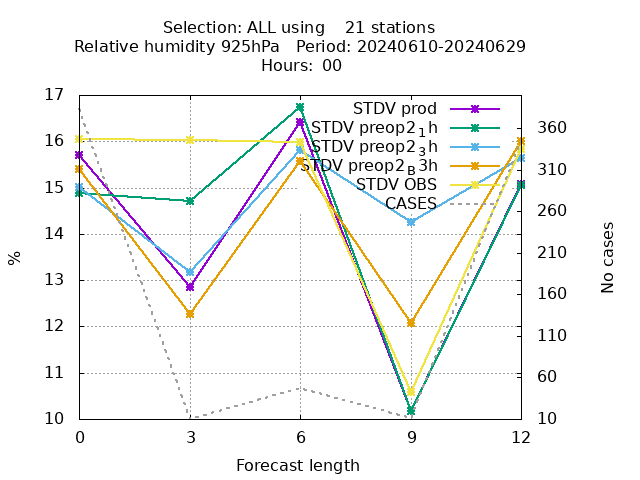 Selection: ALL using 21 stations
Relative humidity 925hPa Period: 20240610-20240629
Hours: 00
17
16
15
14
13
12
11
10
%
0
3
6
9
12
Forecast length
360
310
260
210
160
110
60
10
No cases
STDV prod
STDV preop2₁h
STDV preop2₃h
STDV preop2_B3h
STDV OBS
CASES